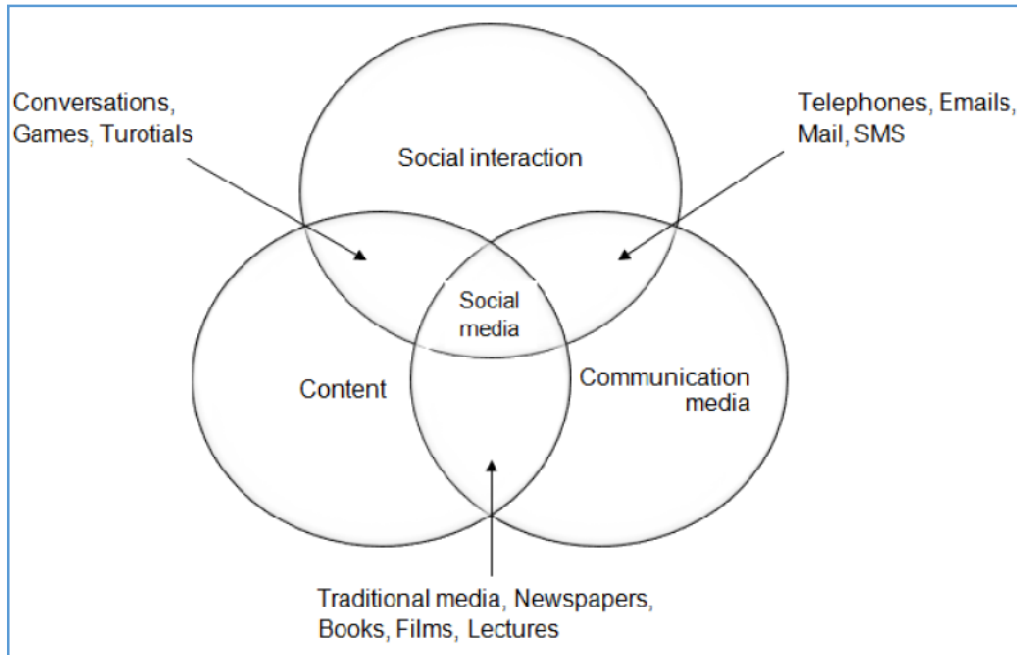 Conversations,
Games, Turotials
Telephones, Emails,
Mail, SMS
Social interaction
Social
media
Content
Communication
media
Traditional media, Newspapers,
Books, Films, Lectures